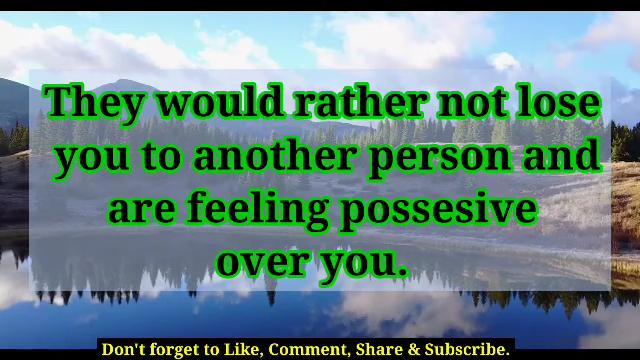 They would rather not lose
you to another person and
are feeling possesive
over you.
Don't forget to Like, Comment, Share & Subscribe.